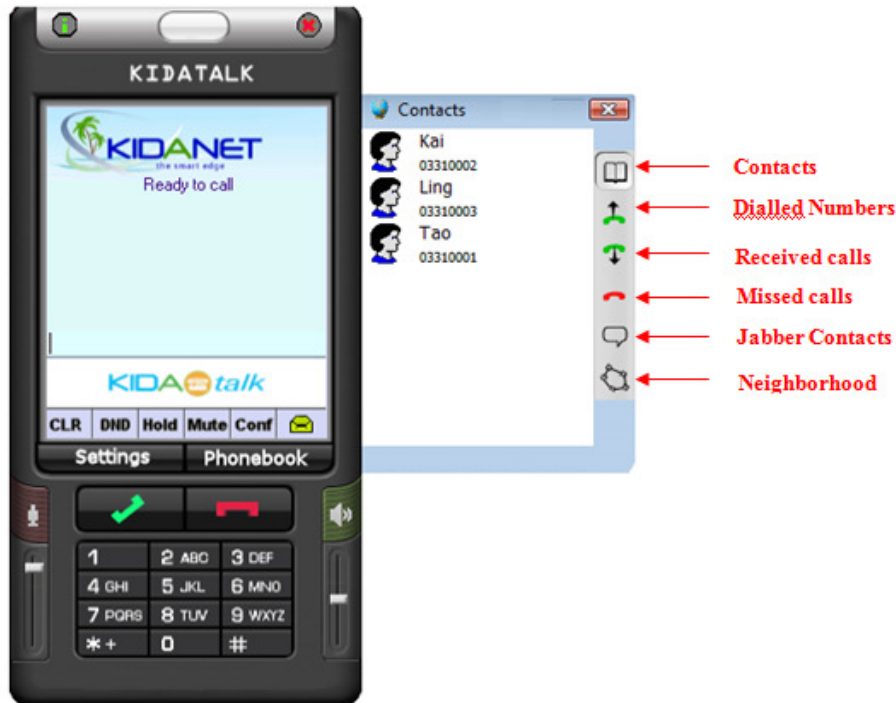 KIDATALK
KIDANET
the smart edge
Ready to call
KIDA talk
CLR DND Hold Mute Conf
Settings Phonebook
1 2 ABC 3 DEF
4 GHI 5 JKL 6 MNO
7 PQRS 8 TUV 9 WXYZ
* + 0 #
Contacts
Kai
03310002
Ling
03310003
Tao
03310001
Contacts
Dialled Numbers
Received calls
Missed calls
Jabber Contacts
Neighborhood